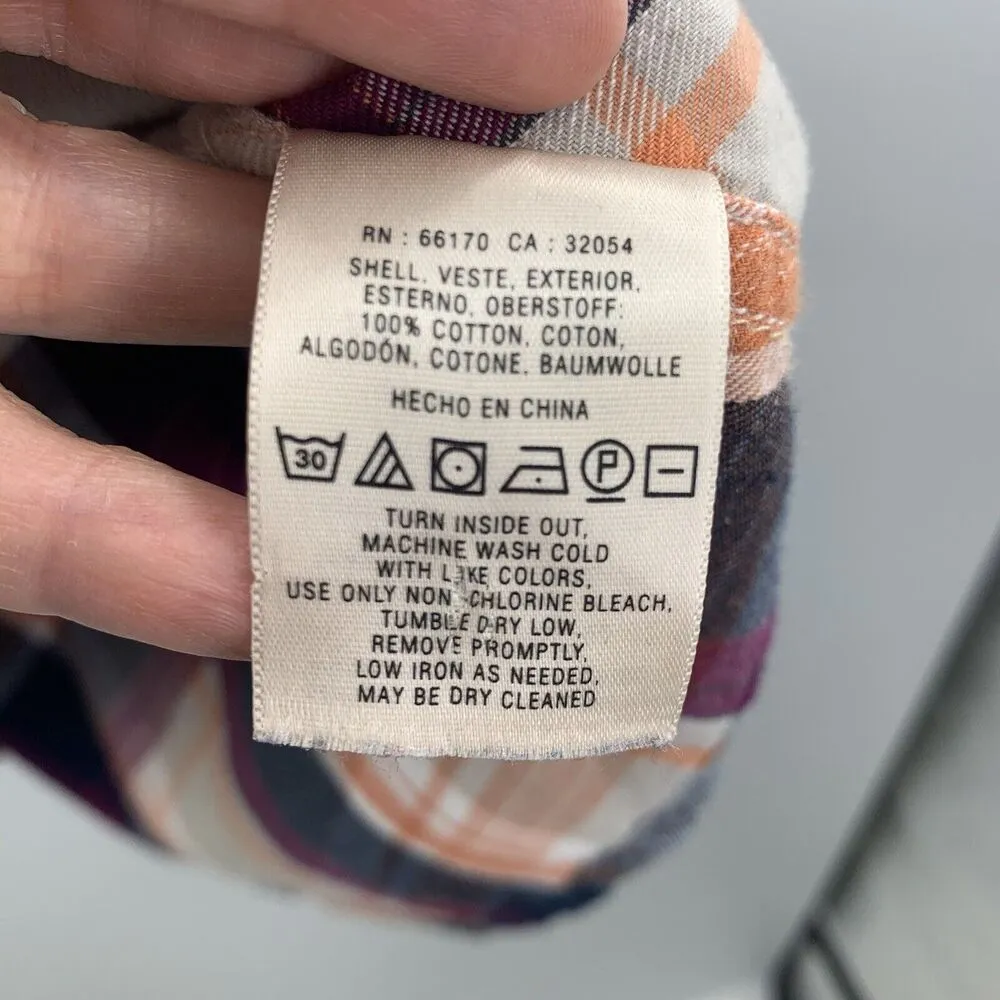 RN : 66170 CA : 32054
SHELL, VESTE, EXTERIOR,
ESTERNO, OBERSTOFF:
100% COTTON, COTON,
ALGODÓN, COTONE, BAUMWOLLE
HECHO EN CHINA
30 P
TURN INSIDE OUT,
MACHINE WASH COLD
WITH LIKE COLORS,
USE ONLY NON-CHLORINE BLEACH,
TUMBLE DRY LOW,
REMOVE PROMPTLY,
LOW IRON AS NEEDED,
MAY BE DRY CLEANED